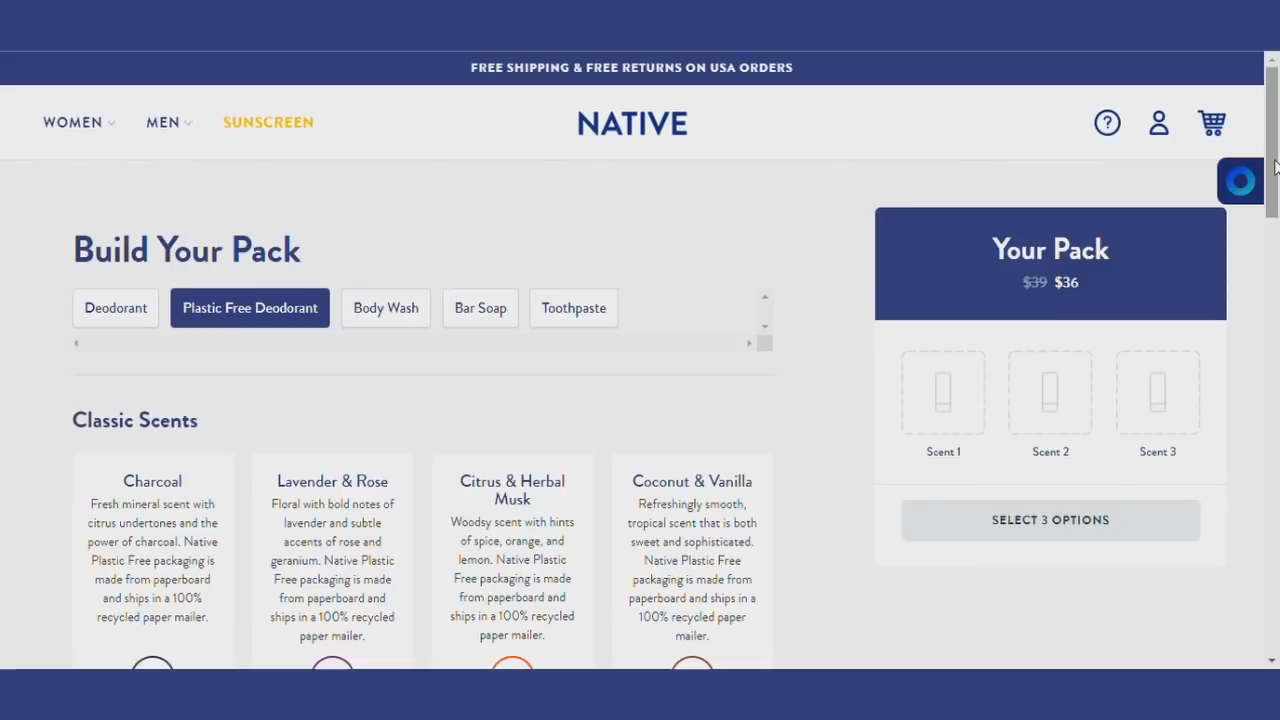 FREE SHIPPING & FREE RETURNS ON USA ORDERS
WOMEN MEN SUNSCREEN
NATIVE
Build Your Pack
Deodorant Plastic Free Deodorant Body Wash Bar Soap Toothpaste
Classic Scents
Charcoal
Fresh mineral scent with
citrus undertones and the
power of charcoal. Native
Plastic Free packaging is
made from paperboard
and ships in a 100%
recycled paper mailer.
Lavender & Rose
Floral with bold notes of
lavender and subtle
accents of rose and
geranium. Native Plastic
Free packaging is made
from paperboard and
ships in a 100% recycled
paper mailer.
Citrus & Herbal
Musk
Woodsy scent with hints
of spice, orange, and
lemon. Native Plastic
Free packaging is made
from paperboard and
ships in a 100% recycled
paper mailer.
Coconut & Vanilla
Refreshingly smooth,
tropical scent that is both
sweet and sophisticated.
Native Plastic Free
packaging is made from
paperboard and ships in a
100% recycled paper
mailer.
Your Pack
$39 $36
Scent 1 Scent 2 Scent 3
SELECT 3 OPTIONS